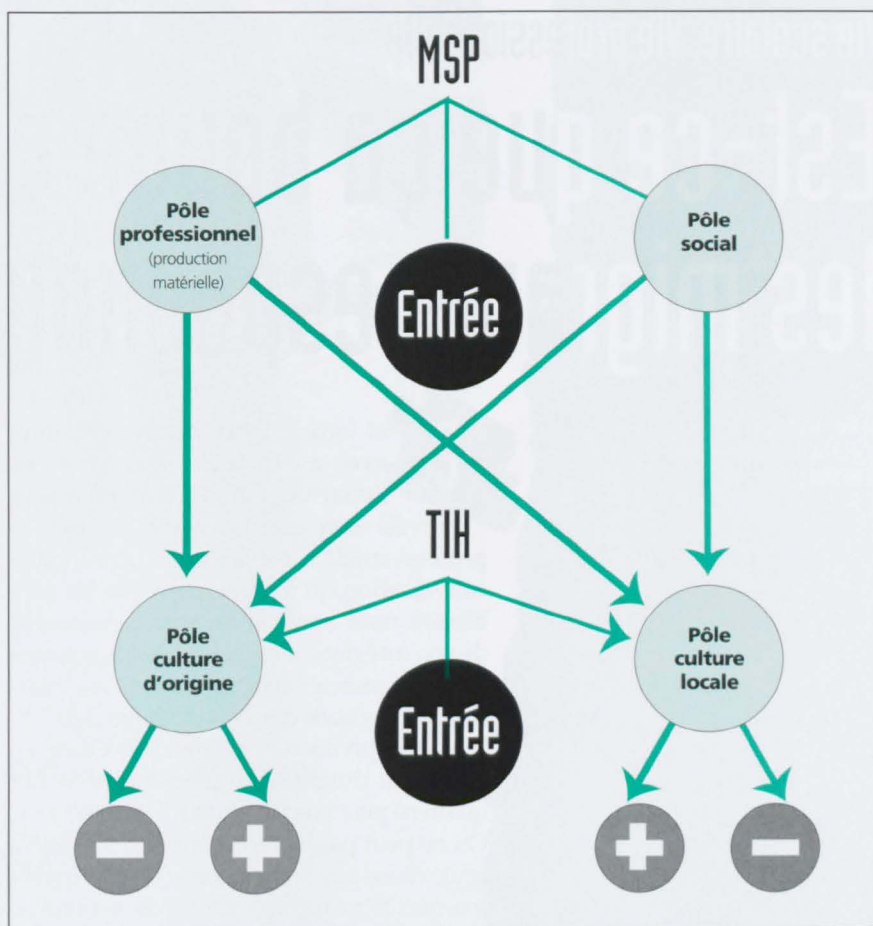 MSP
Pôle
professionnel
(production
matérielle)
Pôle
social
Entrée
TIH
Pôle
culture
d'origine
Pôle
culture
locale
Entrée
−
+
+
−